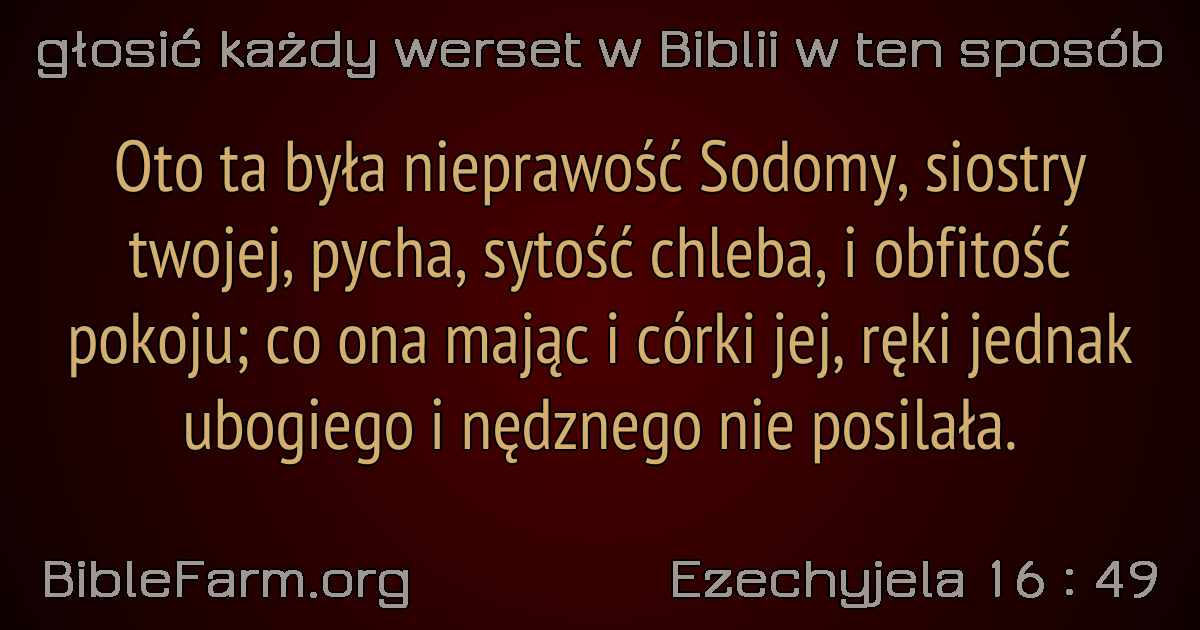 głosić każdy werset w Biblii w ten sposób
Oto ta była nieprawość Sodomy, siostry
twojej, pycha, sytość chleba, i obfitość
pokoju; co ona mając i córki jej, ręki jednak
ubogiego i nędznego nie posilała.
BibleFarm.org
Ezechyjela 16 : 49